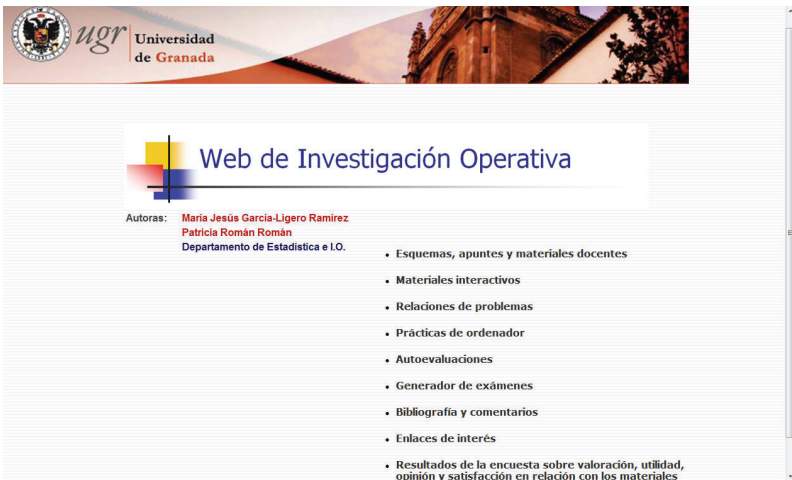 ugr Universidad
de Granada
Web de Investigación Operativa
Autoras: María Jesús García-Ligero Ramírez
Patricia Román Román
Departamento de Estadística e I.O.
• Esquemas, apuntes y materiales docentes
• Materiales interactivos
• Relaciones de problemas
• Prácticas de ordenador
• Autoevaluaciones
• Generador de exámenes
• Bibliografía y comentarios
• Enlaces de interés
• Resultados de la encuesta sobre valoración, utilidad,
opinión y satisfacción en relación con los materiales